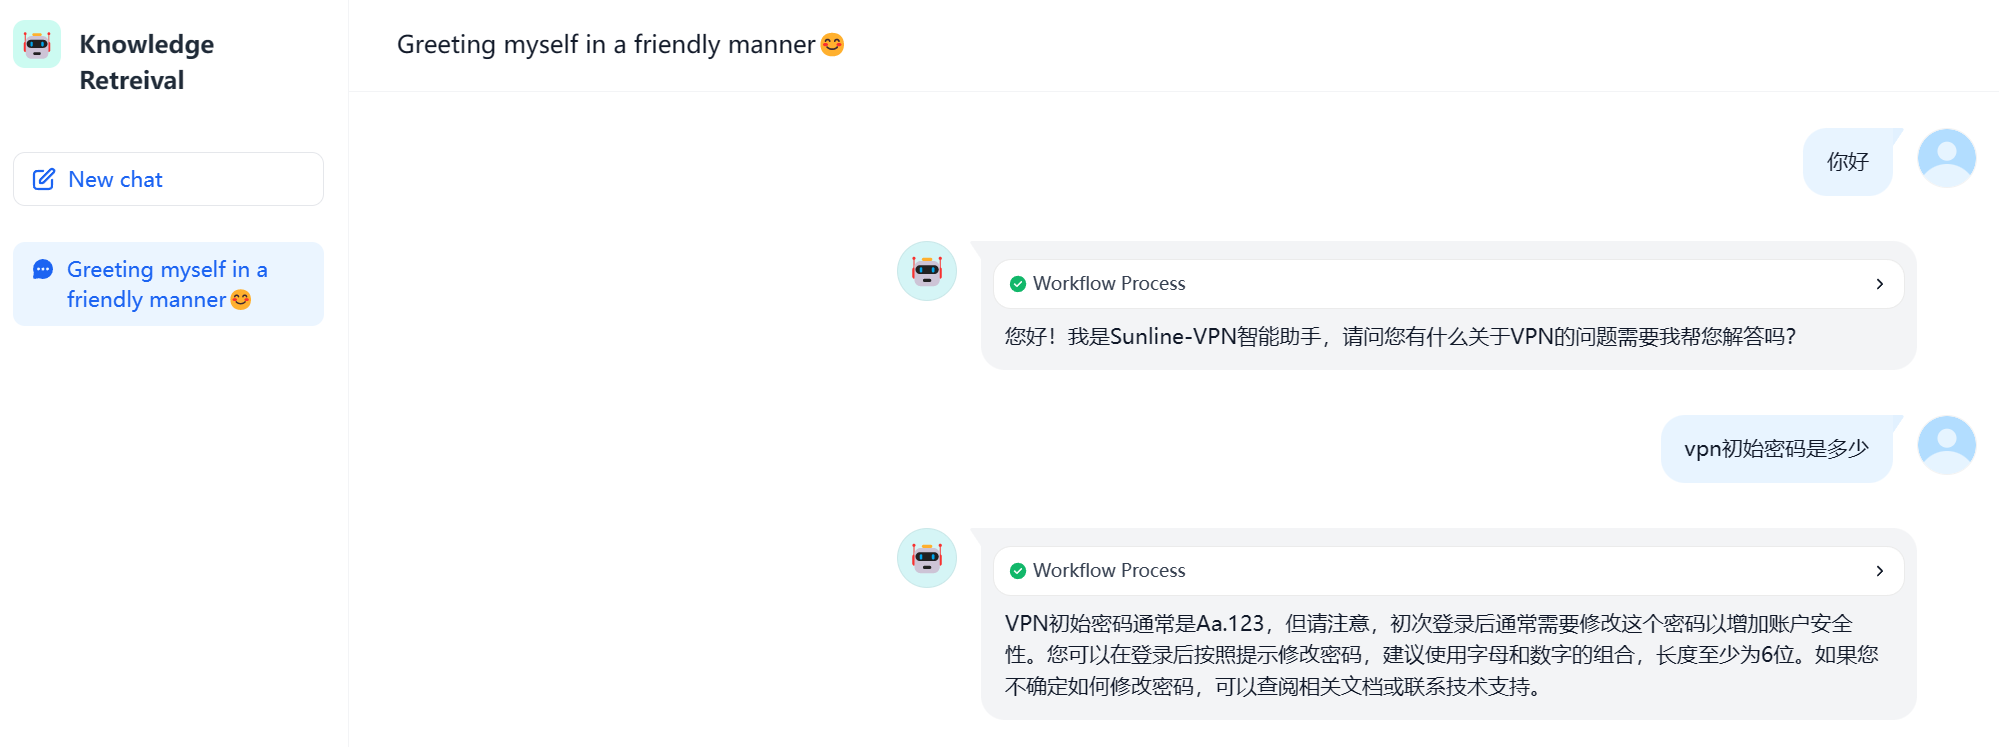 Knowledge
Retreival
New chat
Greeting myself in a
friendly manner😊
Greeting myself in a friendly manner😊
你好
Workflow Process
您好！我是Sunline-VPN智能助手，请问您有什么关于VPN的问题需要我帮您解答吗？
vpn初始密码是多少
Workflow Process
VPN初始密码通常是Aa.123，但请注意，初次登录后通常需要修改这个密码以增加账户安全
性。您可以在登录后按照提示修改密码，建议使用字母和数字的组合，长度至少为6位。如果您
不确定如何修改密码，可以查阅相关文档或联系技术支持。